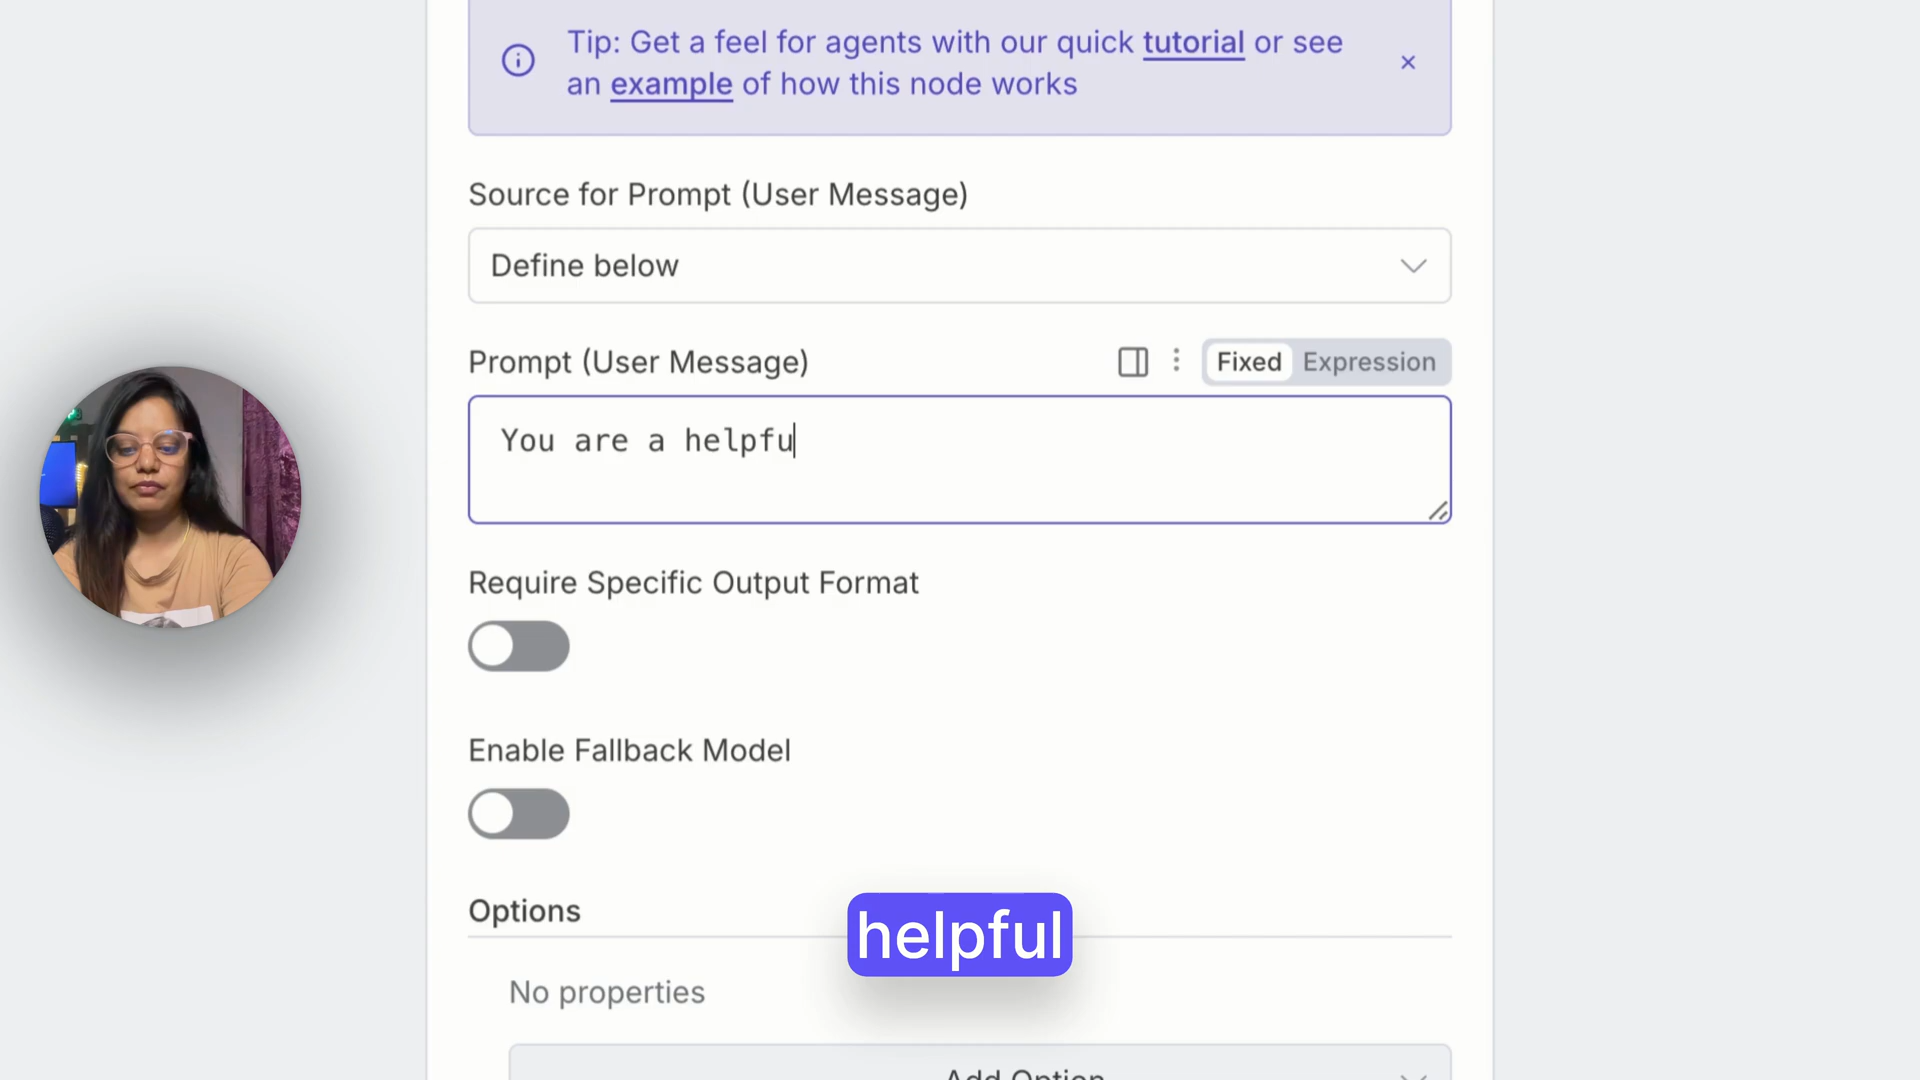 Tip: Get a feel for agents with our quick tutorial or see
an example of how this node works
Source for Prompt (User Message)
Define below
Prompt (User Message)
Fixed Expression
You are a helpfu
Require Specific Output Format
Enable Fallback Model
Options
helpful
No properties
Add Option